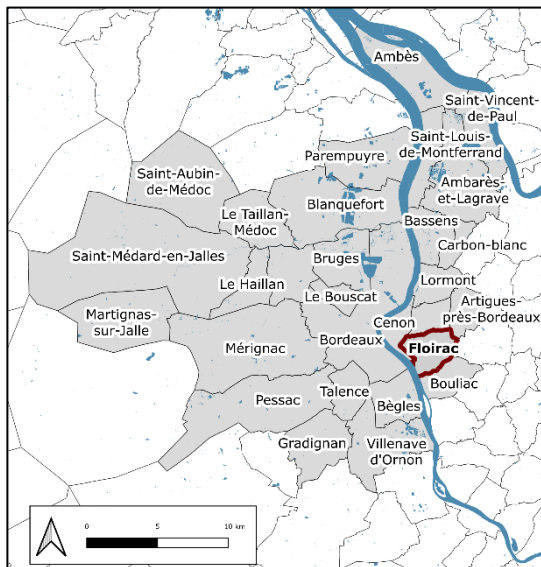 Ambès
Saint-Vincent-
de-Paul
Saint-Louis-
de-Montferrand
Parempuyre
Saint-Aubin-
de-Médoc
Ambarès-
et-Lagrave
Blanquefort
Le Taillan-
Médoc
Bassens
Carbon-blanc
Saint-Médard-en-Jalles
Bruges
Lormont
Le Haillan
Le Bouscat
Artigues-
près-Bordeaux
Martignas-
sur-Jalle
Cenon
Bordeaux
Floirac
Mérignac
Bouliac
Talence
Pessac
Bègles
Gradignan
Villenave
d'Ornon
0 5 10 km